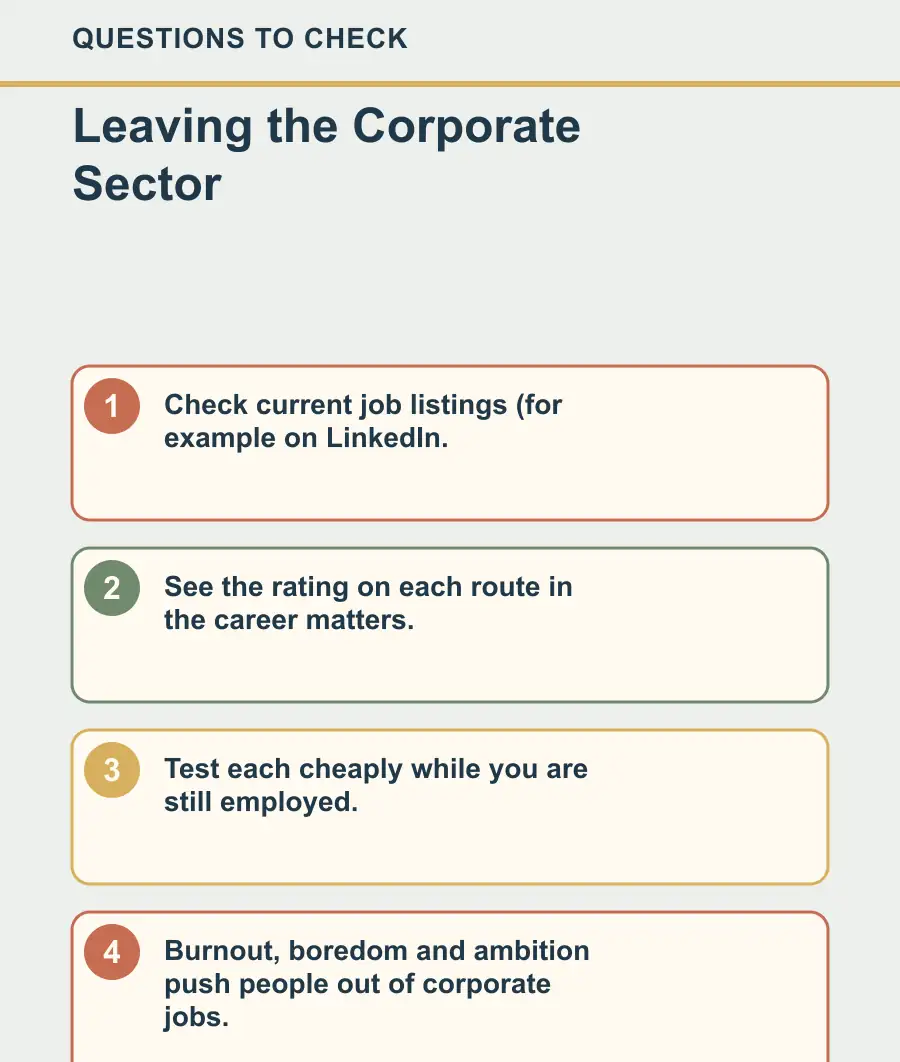 QUESTIONS TO CHECK
Leaving the Corporate
Sector
1
Check current job listings (for
example on LinkedIn.
2
See the rating on each route in
the career matters.
3
Test each cheaply while you are
still employed.
4
Burnout, boredom and ambition
push people out of corporate
jobs.